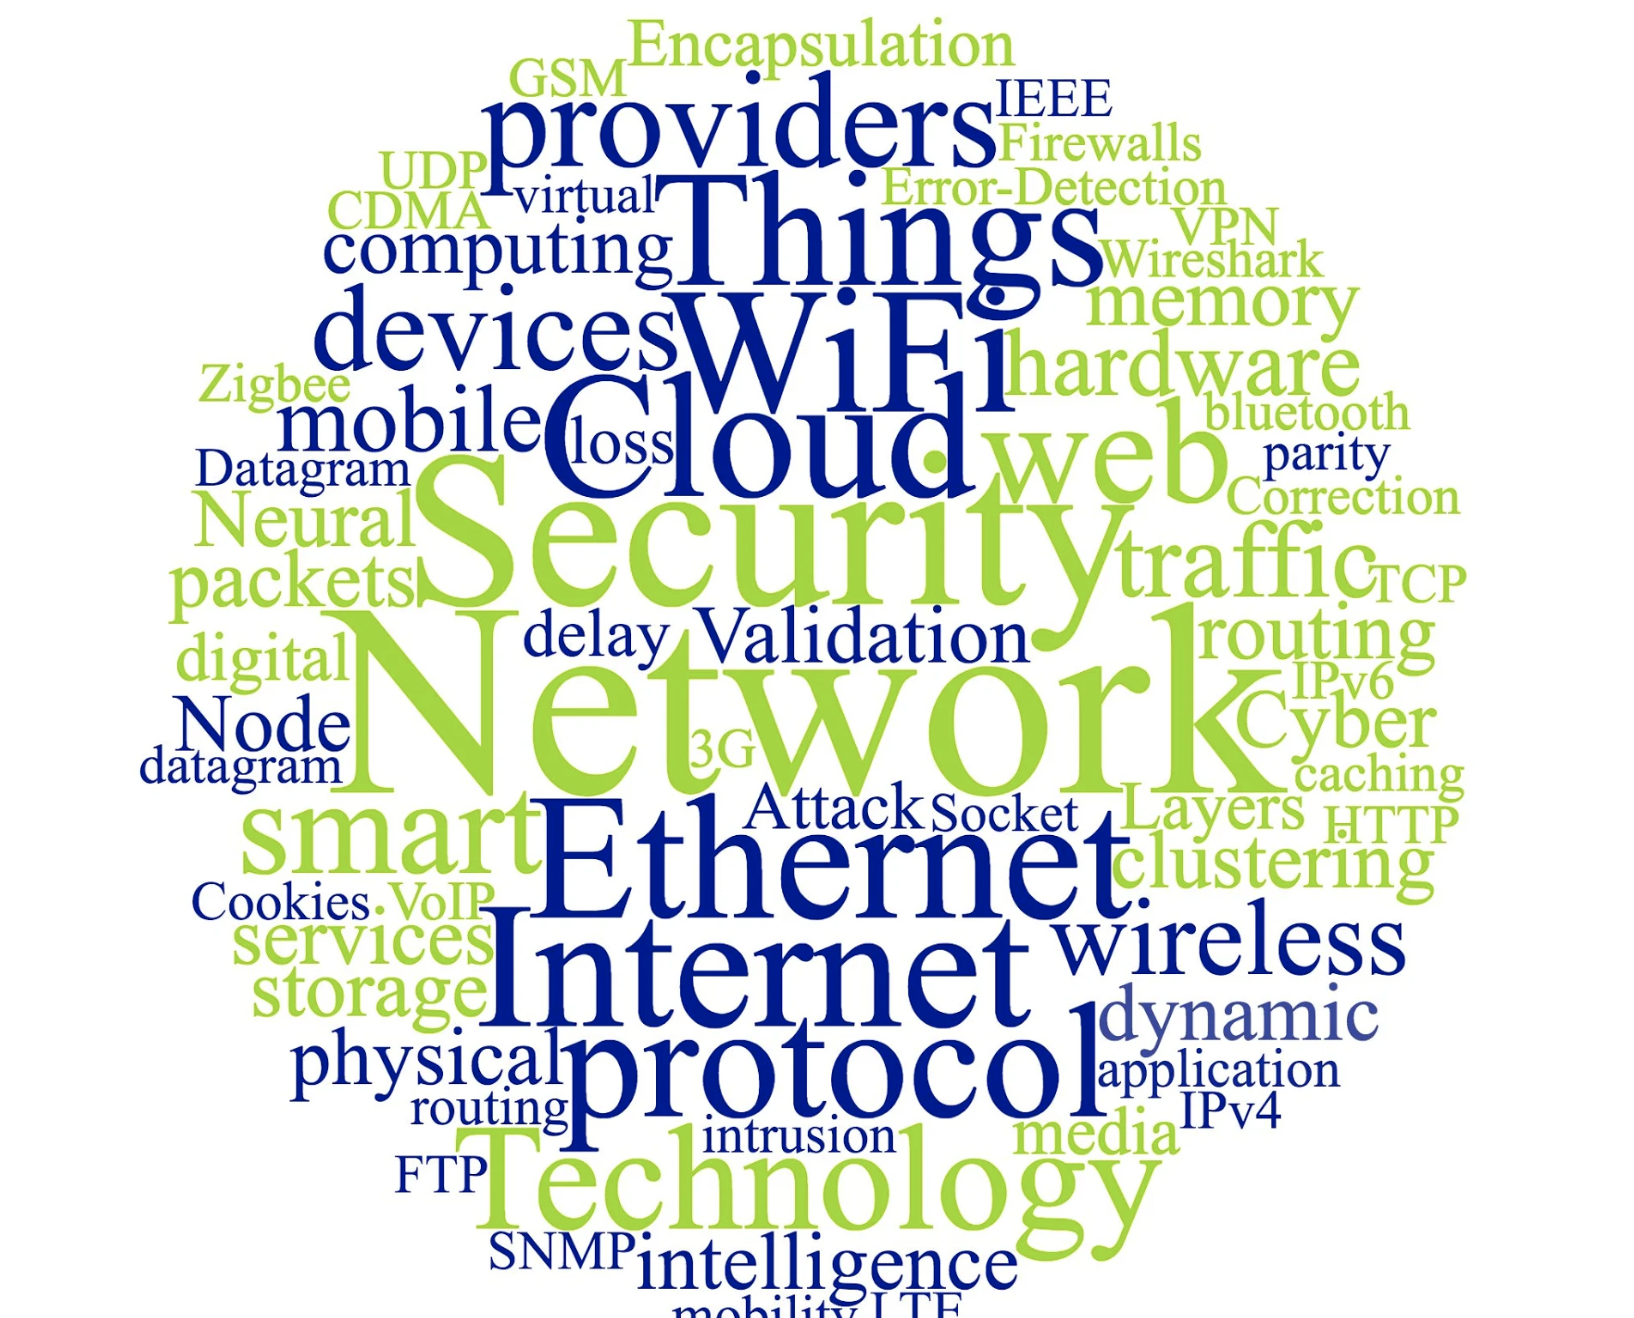 Encapsulation
GSM
providers IEEE
Firewalls
UDP
virtual Things Error-Detection
CDMA
VPN
computing
Wireshark
devices WiFi memory
hardware
Zigbee
mobile Cloud bluetooth
loss web parity
Datagram
Correction
Neural Security
traffic TCP
packets
delay Validation routing
digital Network
IPv6
Node 3G Cyber
datagram
caching
smart Ethernet Attack Socket Layers HTTP
clustering
Cookies VoIP
services Internet wireless
storage
dynamic
physical protocol application
routing
IPv4
intrusion media
FTP Technology
SNMP intelligence
mobility LTE